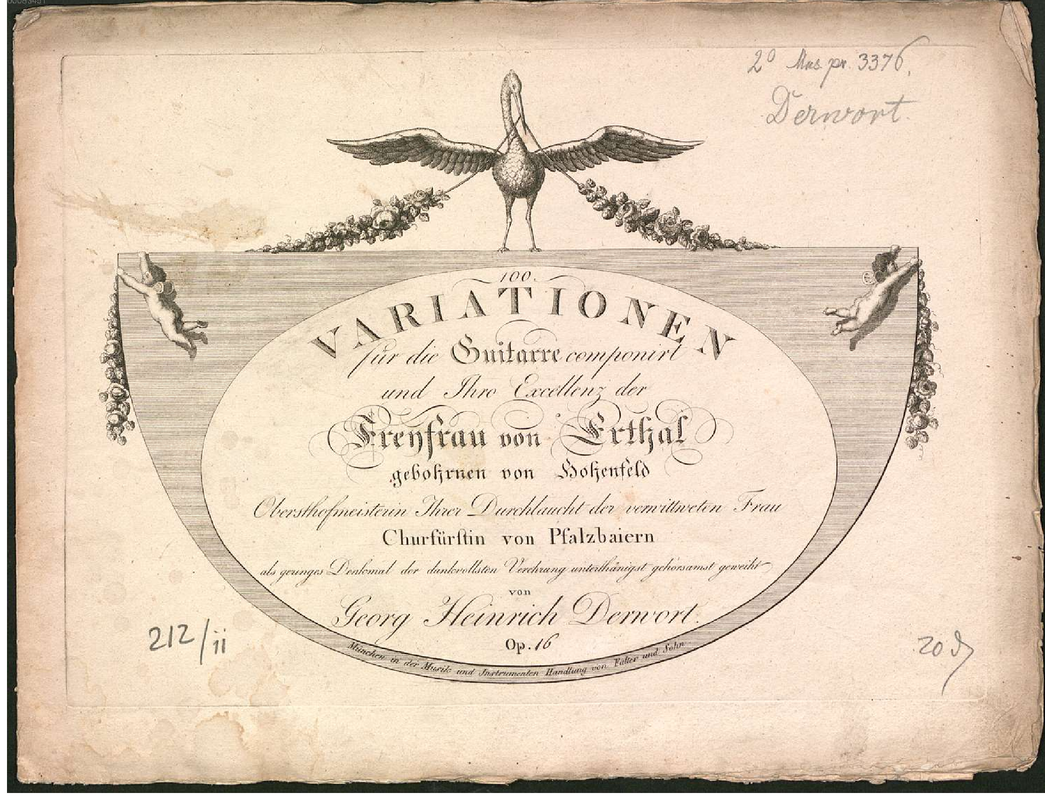 2° Mus. pr. 3376.
Derwort.
100.
VARIATIONEN
für die Guitarre componirt
und Ihro Excellenz der
Freyfrau von Erthal
gebohrnen von Hohenfeld
Obersthofmeisterin Ihrer Durchlaucht der verwittweten Frau
Churfürstin von Pfalzbaiern
als geringes Denkmal der dankvollsten Verehrung unterthänigst gehorsamst geweiht
von
Georg Heinrich Derwort.
Op. 16
München in der Musik und Instrumenten Handlung von Falter und Sohn
212/ii
20